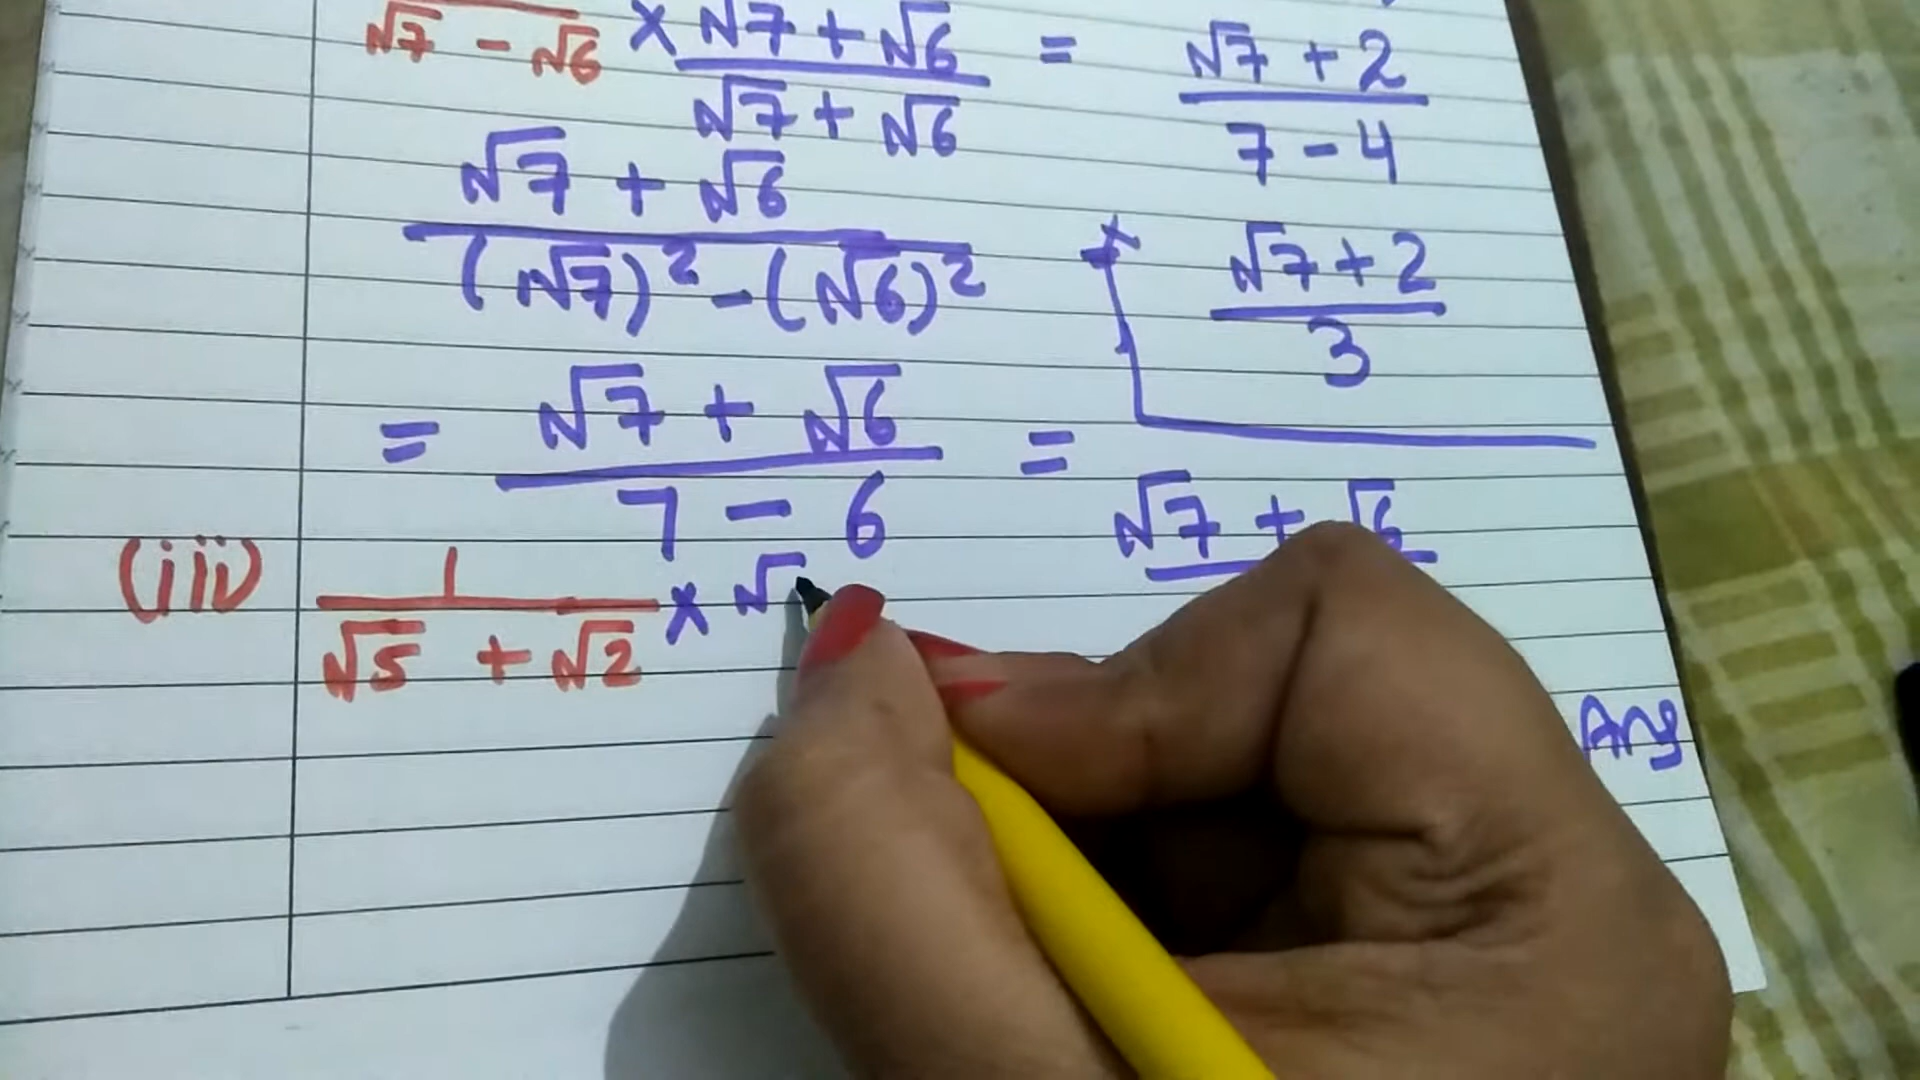 √7 - √6 × √7 + √6 / √7 + √6 = √7 + 2 / 7 - 4
√7 + √6 / (√7)² - (√6)²
√7 + 2 / 3
= √7 + √6 / 7 - 6 = √7 + √6
(iii) 1 / √5 + √2 × √
Ans